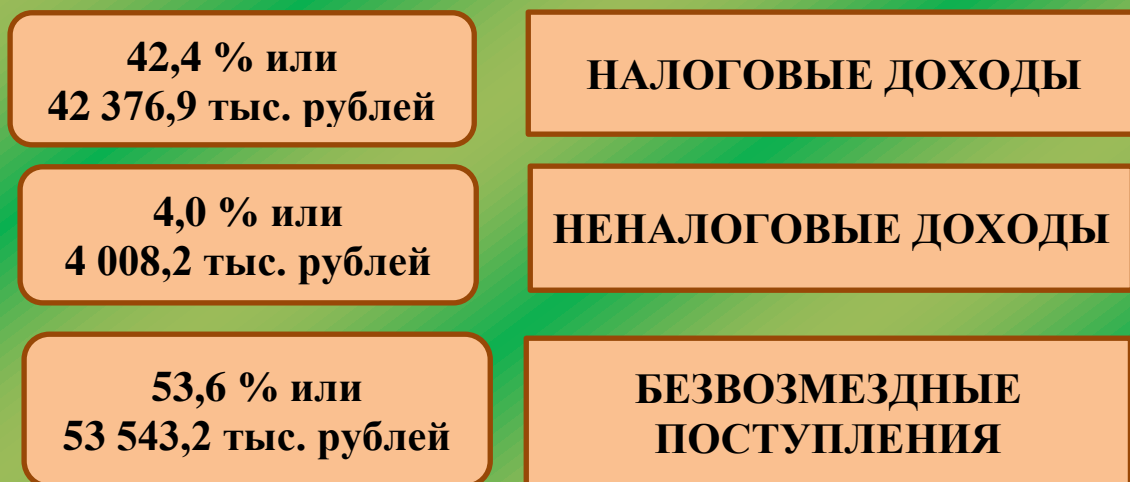 42,4 % или
42 376,9 тыс. рублей
НАЛОГОВЫЕ ДОХОДЫ
4,0 % или
4 008,2 тыс. рублей
НЕНАЛОГОВЫЕ ДОХОДЫ
53,6 % или
53 543,2 тыс. рублей
БЕЗВОЗМЕЗДНЫЕ
ПОСТУПЛЕНИЯ